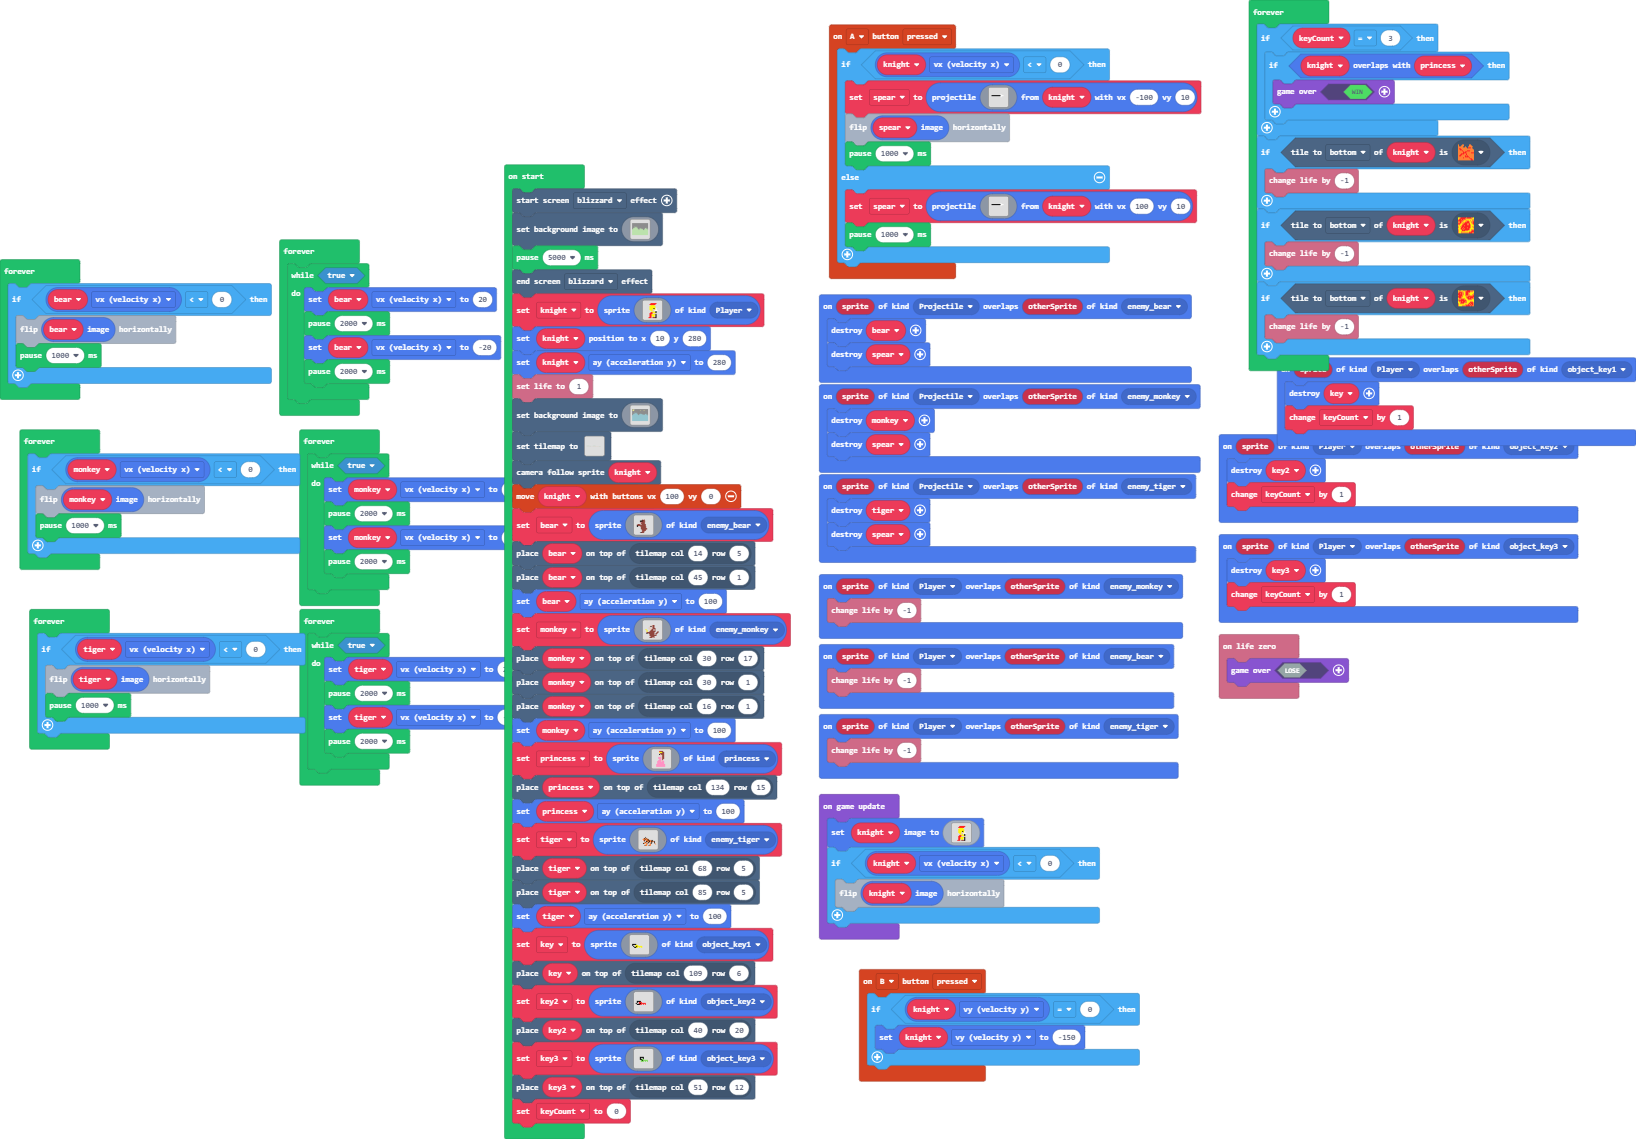 forever
if bear vx (velocity x) < 0 then
flip bear image horizontally
pause 1000 ms
forever
while true
do set bear vx (velocity x) to 20
pause 2000 ms
set bear vx (velocity x) to -20
pause 2000 ms
forever
if monkey vx (velocity x) < 0 then
flip monkey image horizontally
pause 1000 ms
forever
while true
do set monkey vx (velocity x) to
pause 2000 ms
set monkey vx (velocity x) to
pause 2000 ms
forever
if tiger vx (velocity x) < 0 then
flip tiger image horizontally
pause 1000 ms
forever
while true
do set tiger vx (velocity x) to
pause 2000 ms
set tiger vx (velocity x) to
pause 2000 ms
on start
start screen blizzard effect
set background image to
pause 5000 ms
end screen blizzard effect
set knight to sprite of kind Player
set knight position to x 10 y 280
set knight ay (acceleration y) to 280
set life to 1
set background image to
set tilemap to
camera follow sprite knight
move knight with buttons vx 100 vy 0
set bear to sprite of kind enemy_bear
place bear on top of tilemap col 14 row 5
place bear on top of tilemap col 45 row 1
set bear ay (acceleration y) to 100
set monkey to sprite of kind enemy_monkey
place monkey on top of tilemap col 30 row 17
place monkey on top of tilemap col 30 row 1
place monkey on top of tilemap col 16 row 1
set monkey ay (acceleration y) to 100
set princess to sprite of kind princess
place princess on top of tilemap col 134 row 15
set princess ay (acceleration y) to 100
set tiger to sprite of kind enemy_tiger
place tiger on top of tilemap col 68 row 5
place tiger on top of tilemap col 85 row 5
set tiger ay (acceleration y) to 100
set key to sprite of kind object_key1
place key on top of tilemap col 109 row 6
set key2 to sprite of kind object_key2
place key2 on top of tilemap col 40 row 20
set key3 to sprite of kind object_key3
place key3 on top of tilemap col 51 row 12
set keyCount to 0
on A button pressed
if knight vx (velocity x) < 0 then
set spear to projectile from knight with vx -100 vy 10
flip spear image horizontally
pause 1000 ms
else
set spear to projectile from knight with vx 100 vy 10
pause 1000 ms
on sprite of kind Projectile overlaps otherSprite of kind enemy_bear
destroy bear
destroy spear
on sprite of kind Projectile overlaps otherSprite of kind enemy_monkey
destroy monkey
destroy spear
on sprite of kind Projectile overlaps otherSprite of kind enemy_tiger
destroy tiger
destroy spear
on sprite of kind Player overlaps otherSprite of kind enemy_monkey
change life by -1
on sprite of kind Player overlaps otherSprite of kind enemy_bear
change life by -1
on sprite of kind Player overlaps otherSprite of kind enemy_tiger
change life by -1
on game update
set knight image to
if knight vx (velocity x) < 0 then
flip knight image horizontally
on B button pressed
if knight vy (velocity y) = 0 then
set knight vy (velocity y) to -150
forever
if keyCount = 3 then
if knight overlaps with princess then
game over WIN
if tile to bottom of knight is then
change life by -1
if tile to bottom of knight is then
change life by -1
if tile to bottom of knight is then
change life by -1
sprite of kind Player overlaps otherSprite of kind object_key1
destroy key
change keyCount by 1
on sprite of kind Player overlaps otherSprite of kind object_key2
destroy key2
change keyCount by 1
on sprite of kind Player overlaps otherSprite of kind object_key3
destroy key3
change keyCount by 1
on life zero
game over LOSE